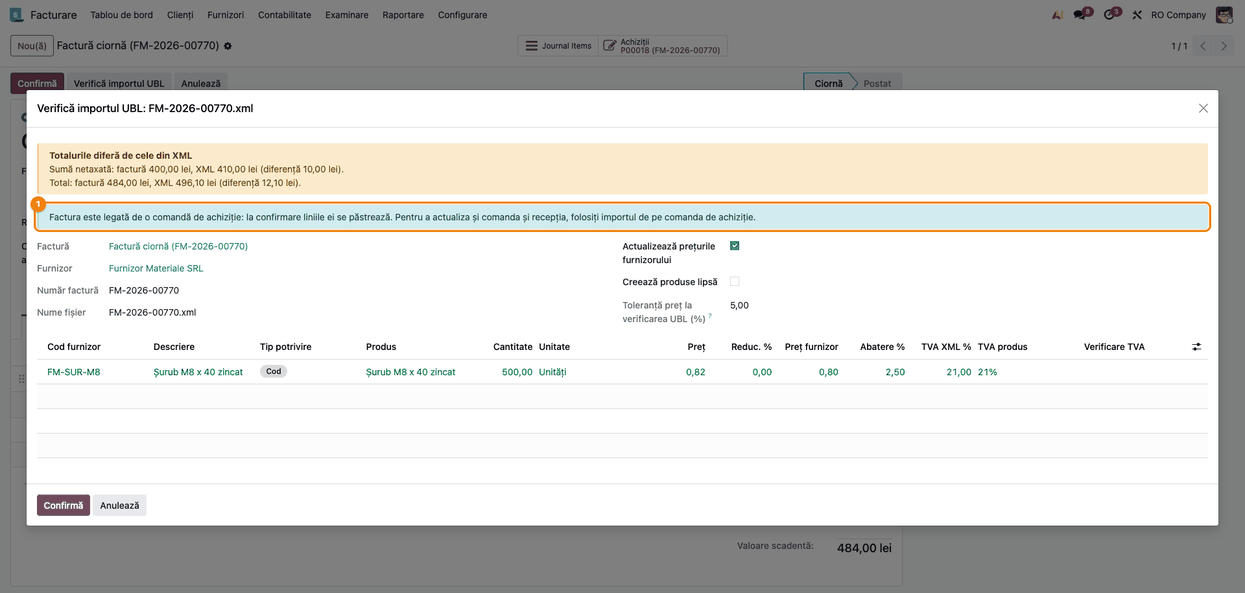 Facturare
Tablou de bord
Clienți
Furnizori
Contabilitate
Examinare
Raportare
Configurare
8
3
RO Company
Nou(ă)
Factură ciornă (FM-2026-00770)
Journal Items
Achiziții
P00018 (FM-2026-00770)
1 / 1
Confirmă
Verifică importul UBL
Anulează
Ciornă
Postat
Verifică importul UBL: FM-2026-00770.xml
Totalurile diferă de cele din XML
Sumă netaxată: factură 400,00 lei, XML 410,00 lei (diferență 10,00 lei).
Total: factură 484,00 lei, XML 496,10 lei (diferență 12,10 lei).
1
Factura este legată de o comandă de achiziție: la confirmare liniile ei se păstrează. Pentru a actualiza și comanda și recepția, folosiți importul de pe comanda de achiziție.
Factură
Factură ciornă (FM-2026-00770)
Furnizor
Furnizor Materiale SRL
Număr factură
FM-2026-00770
Nume fișier
FM-2026-00770.xml
Actualizează prețurile
furnizorului
Creează produse lipsă
Toleranță preț la
verificarea UBL (%) ?
5,00
Cod furnizor
Descriere
Tip potrivire
Produs
Cantitate
Unitate
Preț
Reduc. %
Preț furnizor
Abatere %
TVA XML %
TVA produs
Verificare TVA
FM-SUR-M8
Șurub M8 x 40 zincat
Cod
Șurub M8 x 40 zincat
500,00
Unități
0,82
0,00
0,80
2,50
21,00
21%
Confirmă
Anulează
Valoare scadentă:
484,00 lei